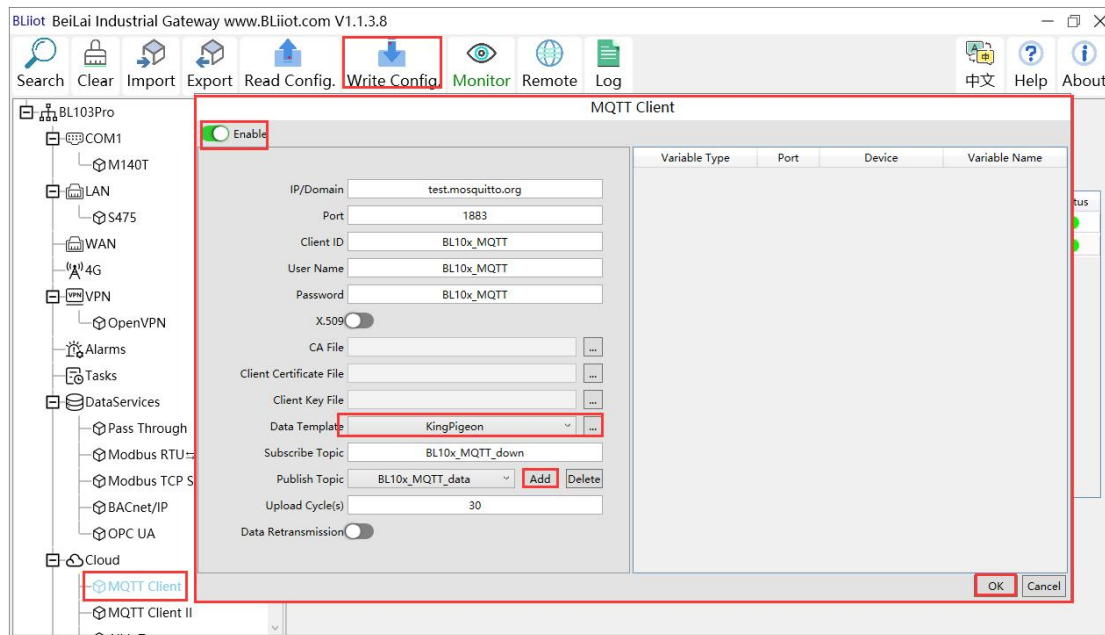 BLiiot BeiLai Industrial Gateway www.BLiiot.com V1.1.3.8
Search Clear Import Export Read Config. Write Config. Monitor Remote Log 中文 Help About
BL103Pro
COM1
M140T
LAN
S475
WAN
4G
VPN VPN
OpenVPN
Alarms
Tasks
DataServices
Pass Through
Modbus RTU
Modbus TCP S
BACnet/IP
OPC UA
Cloud
MQTT Client
MQTT Client II
MQTT Client
Enable
IP/Domain test.mosquitto.org
Port 1883
Client ID BL10x_MQTT
User Name BL10x_MQTT
Password BL10x_MQTT
X.509
CA File ...
Client Certificate File ...
Client Key File ...
Data Template KingPigeon ...
Subscribe Topic BL10x_MQTT_down
Publish Topic BL10x_MQTT_data Add Delete
Upload Cycle(s) 30
Data Retransmission
Variable Type Port Device Variable Name
tus
OK Cancel